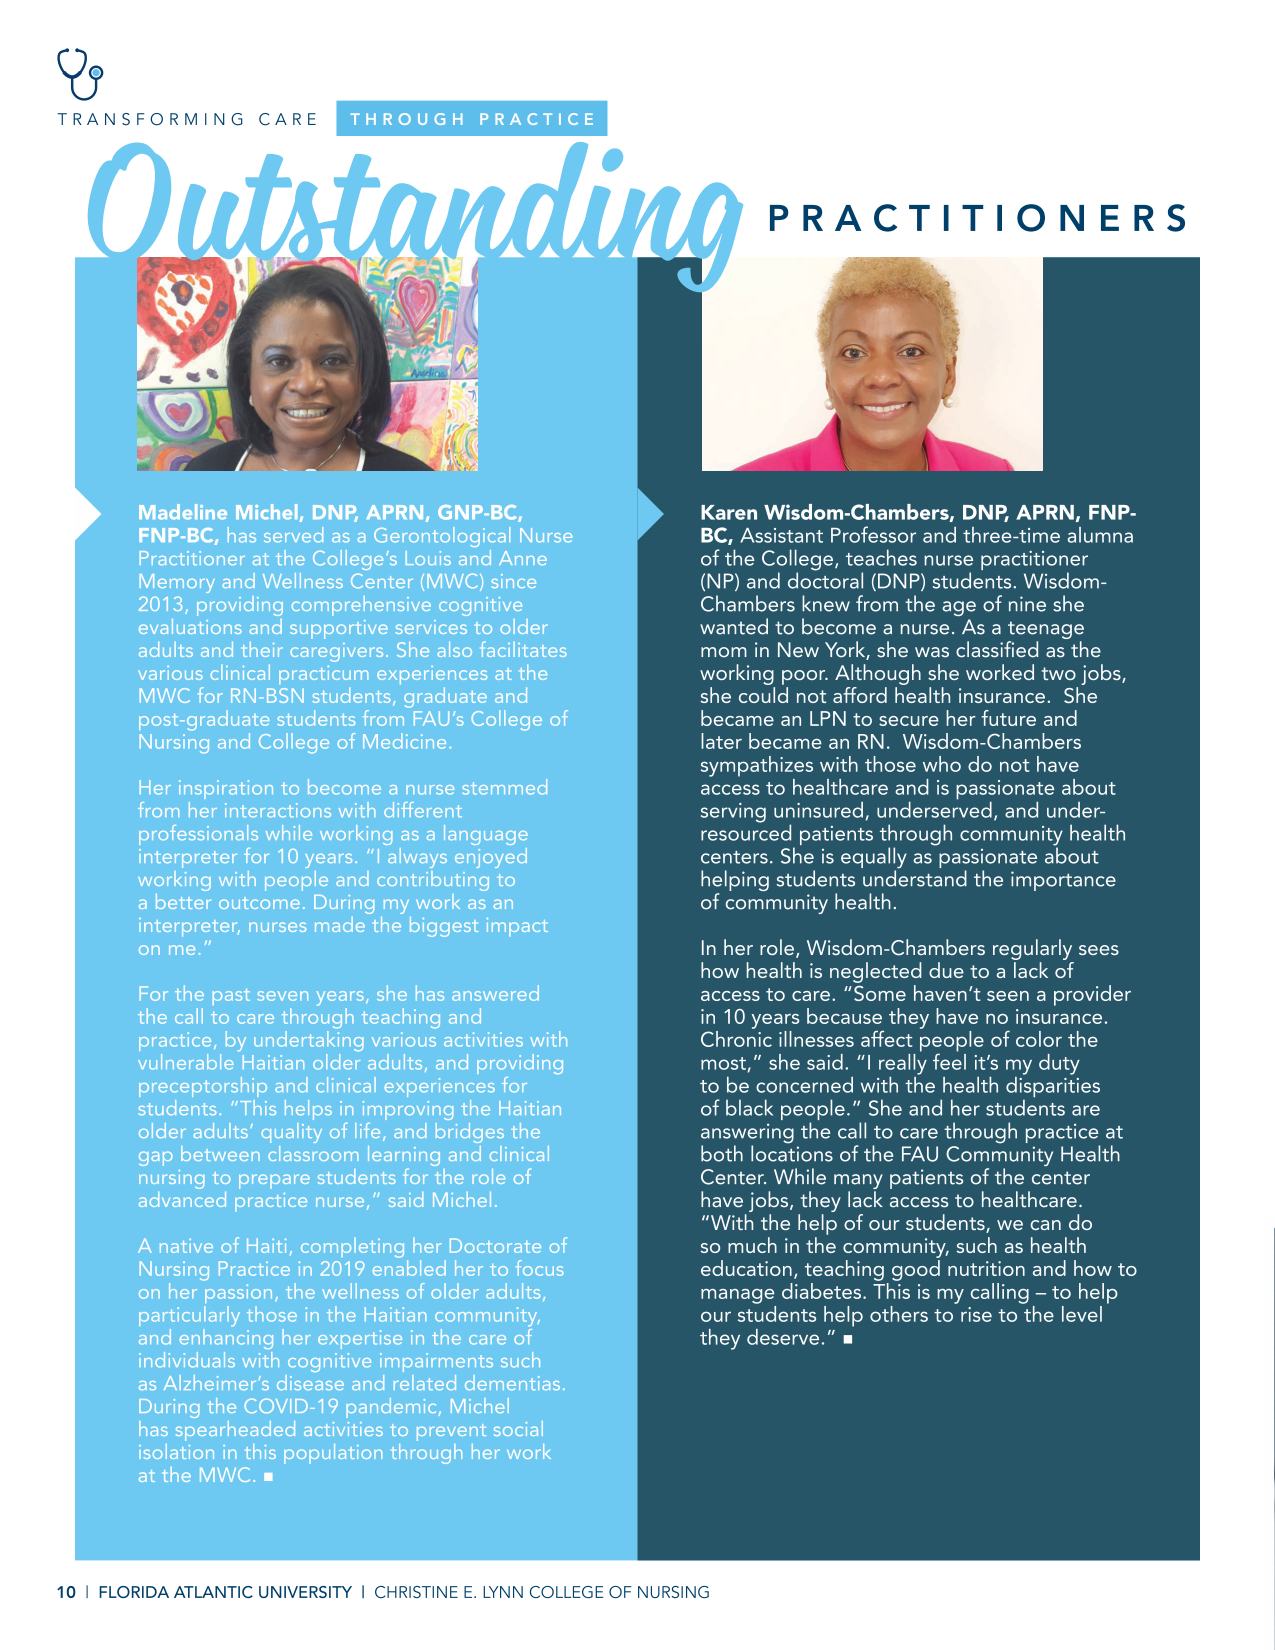 TRANSFORMING CARE THROUGH PRACTICE
Outstanding PRACTITIONERS
Angelina
Madeline Michel, DNP, APRN, GNP-BC,
FNP-BC, has served as a Gerontological Nurse
Practitioner at the College’s Louis and Anne
Memory and Wellness Center (MWC) since
2013, providing comprehensive cognitive
evaluations and supportive services to older
adults and their caregivers. She also facilitates
various clinical practicum experiences at the
MWC for RN-BSN students, graduate and
post-graduate students from FAU’s College of
Nursing and College of Medicine.
Her inspiration to become a nurse stemmed
from her interactions with different
professionals while working as a language
interpreter for 10 years. “I always enjoyed
working with people and contributing to
a better outcome. During my work as an
interpreter, nurses made the biggest impact
on me.”
For the past seven years, she has answered
the call to care through teaching and
practice, by undertaking various activities with
vulnerable Haitian older adults, and providing
preceptorship and clinical experiences for
students. “This helps in improving the Haitian
older adults’ quality of life, and bridges the
gap between classroom learning and clinical
nursing to prepare students for the role of
advanced practice nurse,” said Michel.
A native of Haiti, completing her Doctorate of
Nursing Practice in 2019 enabled her to focus
on her passion, the wellness of older adults,
particularly those in the Haitian community,
and enhancing her expertise in the care of
individuals with cognitive impairments such
as Alzheimer’s disease and related dementias.
During the COVID-19 pandemic, Michel
has spearheaded activities to prevent social
isolation in this population through her work
at the MWC. ■
Karen Wisdom-Chambers, DNP, APRN, FNP-
BC, Assistant Professor and three-time alumna
of the College, teaches nurse practitioner
(NP) and doctoral (DNP) students. Wisdom-
Chambers knew from the age of nine she
wanted to become a nurse. As a teenage
mom in New York, she was classified as the
working poor. Although she worked two jobs,
she could not afford health insurance.  She
became an LPN to secure her future and
later became an RN.  Wisdom-Chambers
sympathizes with those who do not have
access to healthcare and is passionate about
serving uninsured, underserved, and under-
resourced patients through community health
centers. She is equally as passionate about
helping students understand the importance
of community health.
In her role, Wisdom-Chambers regularly sees
how health is neglected due to a lack of
access to care. “Some haven’t seen a provider
in 10 years because they have no insurance.
Chronic illnesses affect people of color the
most,” she said. “I really feel it’s my duty
to be concerned with the health disparities
of black people.” She and her students are
answering the call to care through practice at
both locations of the FAU Community Health
Center. While many patients of the center
have jobs, they lack access to healthcare.
“With the help of our students, we can do
so much in the community, such as health
education, teaching good nutrition and how to
manage diabetes. This is my calling – to help
our students help others to rise to the level
they deserve.“ ■
10 | FLORIDA ATLANTIC UNIVERSITY | CHRISTINE E. LYNN COLLEGE OF NURSING